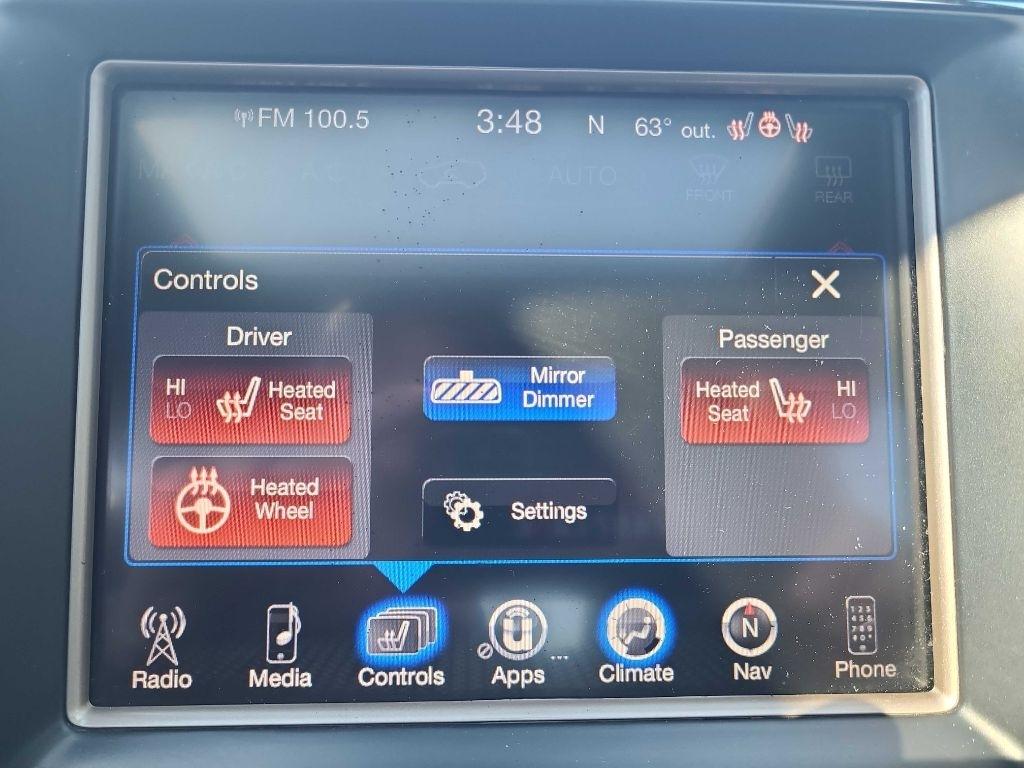 FM 100.5 3:48 N 63° out.
MAX A/C A/C AUTO FRONT REAR
Controls
Driver
Passenger
HI
LO
Heated
Seat
Mirror
Dimmer
Heated
Seat
HI
LO
Heated
Wheel
Settings
Radio Media Controls Apps ... Climate N Nav Phone